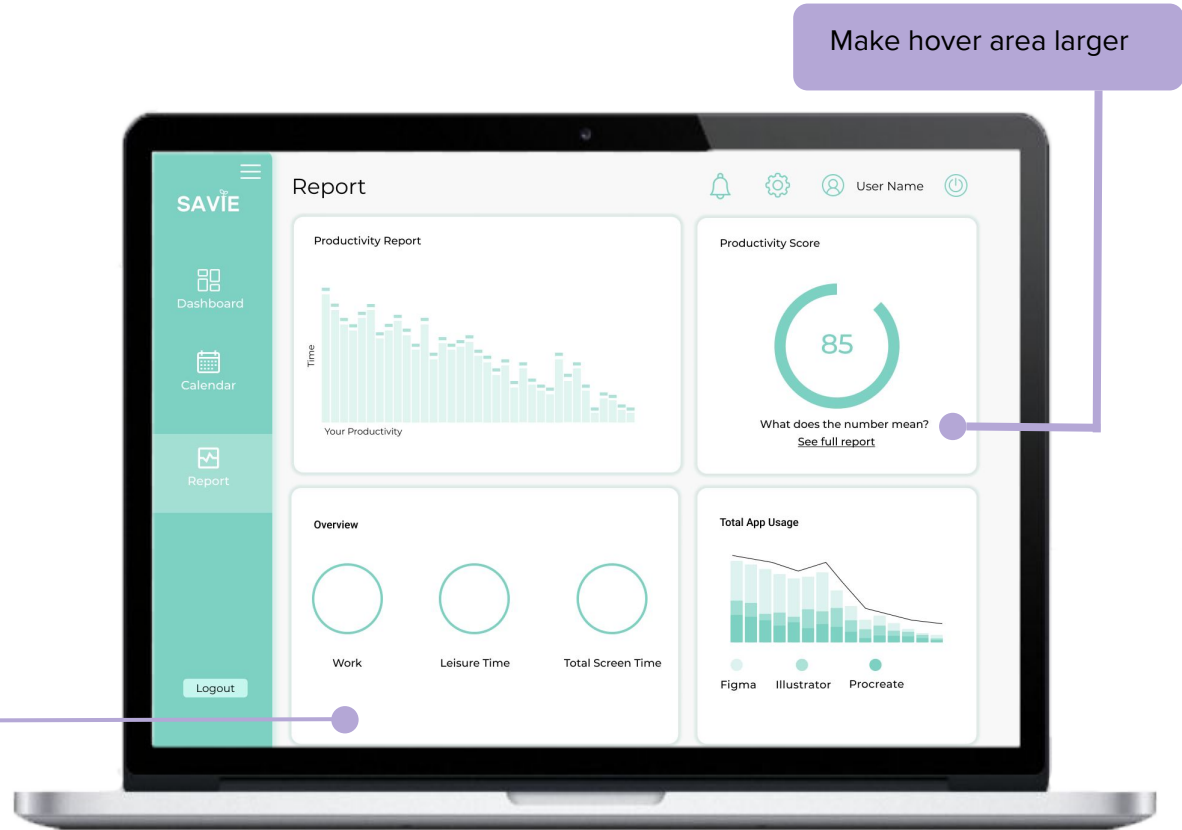 Make hover area larger
SAVIE
Report
User Name
Dashboard
Calendar
Report
Logout
Productivity Report
Time
Your Productivity
Productivity Score
85
What does the number mean?
See full report
Overview
Work
Leisure Time
Total Screen Time
Total App Usage
Figma
Illustrator
Procreate